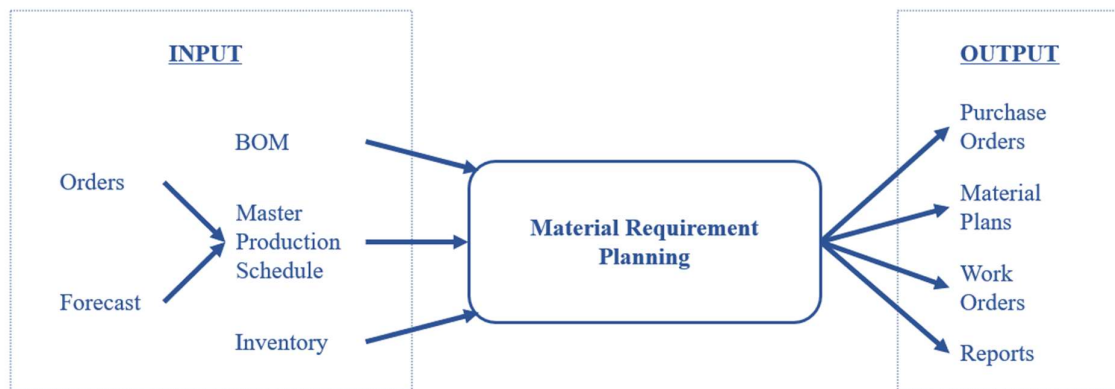 INPUT
BOM
Orders
Master
Production
Schedule
Forecast
Inventory
Material Requirement
Planning
OUTPUT
Purchase
Orders
Material
Plans
Work
Orders
Reports